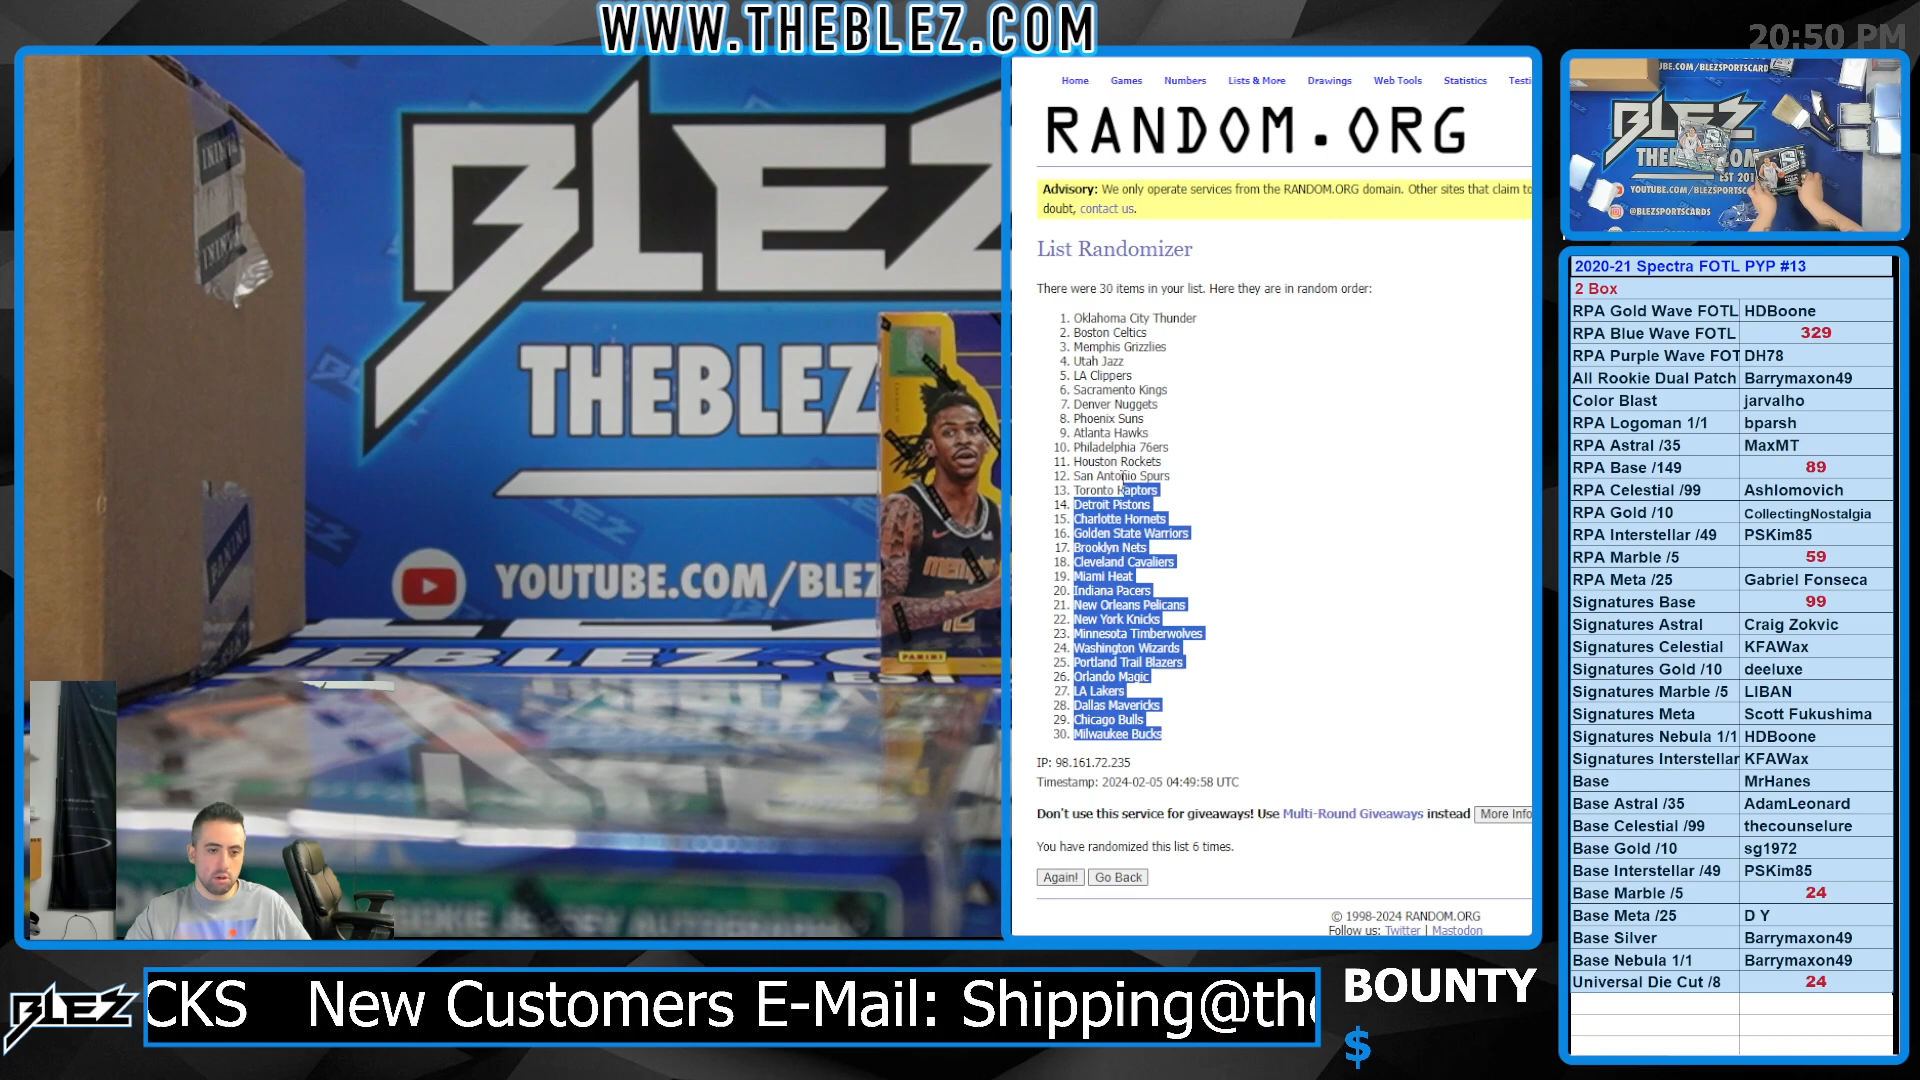 WWW.THEBLEZ.COM
20:50 PM
BLEZ
THEBLEZ
YOUTUBE.COM/BLEZ
PANINI
Home Games Numbers Lists & More Drawings Web Tools Statistics Testi
RANDOM.ORG
Advisory: We only operate services from the RANDOM.ORG domain. Other sites that claim to
doubt, contact us.
List Randomizer
There were 30 items in your list. Here they are in random order:
1. Oklahoma City Thunder
2. Boston Celtics
3. Memphis Grizzlies
4. Utah Jazz
5. LA Clippers
6. Sacramento Kings
7. Denver Nuggets
8. Phoenix Suns
9. Atlanta Hawks
10. Philadelphia 76ers
11. Houston Rockets
12. San Antonio Spurs
13. Toronto Raptors
14. Detroit Pistons
15. Charlotte Hornets
16. Golden State Warriors
17. Brooklyn Nets
18. Cleveland Cavaliers
19. Miami Heat
20. Indiana Pacers
21. New Orleans Pelicans
22. New York Knicks
23. Minnesota Timberwolves
24. Washington Wizards
25. Portland Trail Blazers
26. Orlando Magic
27. LA Lakers
28. Dallas Mavericks
29. Chicago Bulls
30. Milwaukee Bucks
IP: 98.161.72.235
Timestamp: 2024-02-05 04:49:58 UTC
Don't use this service for giveaways! Use Multi-Round Giveaways instead More Info
You have randomized this list 6 times.
Again! Go Back
© 1998-2024 RANDOM.ORG
Follow us: Twitter | Mastodon
UBE.COM/BLEZSPORTSCARD
BLEZ
EST 201
YOUTUBE.COM/BLEZSPORTSC
@BLEZSPORTSCARDS
2020-21 Spectra FOTL PYP #13
2 Box
RPA Gold Wave FOTL HDBoone
RPA Blue Wave FOTL 329
RPA Purple Wave FOT DH78
All Rookie Dual Patch Barrymaxon49
Color Blast jarvalho
RPA Logoman 1/1 bparsh
RPA Astral /35 MaxMT
RPA Base /149 89
RPA Celestial /99 Ashlomovich
RPA Gold /10 CollectingNostalgia
RPA Interstellar /49 PSKim85
RPA Marble /5 59
RPA Meta /25 Gabriel Fonseca
Signatures Base 99
Signatures Astral Craig Zokvic
Signatures Celestial KFAWax
Signatures Gold /10 deeluxe
Signatures Marble /5 LIBAN
Signatures Meta Scott Fukushima
Signatures Nebula 1/1 HDBoone
Signatures Interstellar KFAWax
Base MrHanes
Base Astral /35 AdamLeonard
Base Celestial /99 thecounselure
Base Gold /10 sg1972
Base Interstellar /49 PSKim85
Base Marble /5 24
Base Meta /25 D Y
Base Silver Barrymaxon49
Base Nebula 1/1 Barrymaxon49
Universal Die Cut /8 24
BLEZ
CKS New Customers E-Mail: Shipping@the
BOUNTY
$